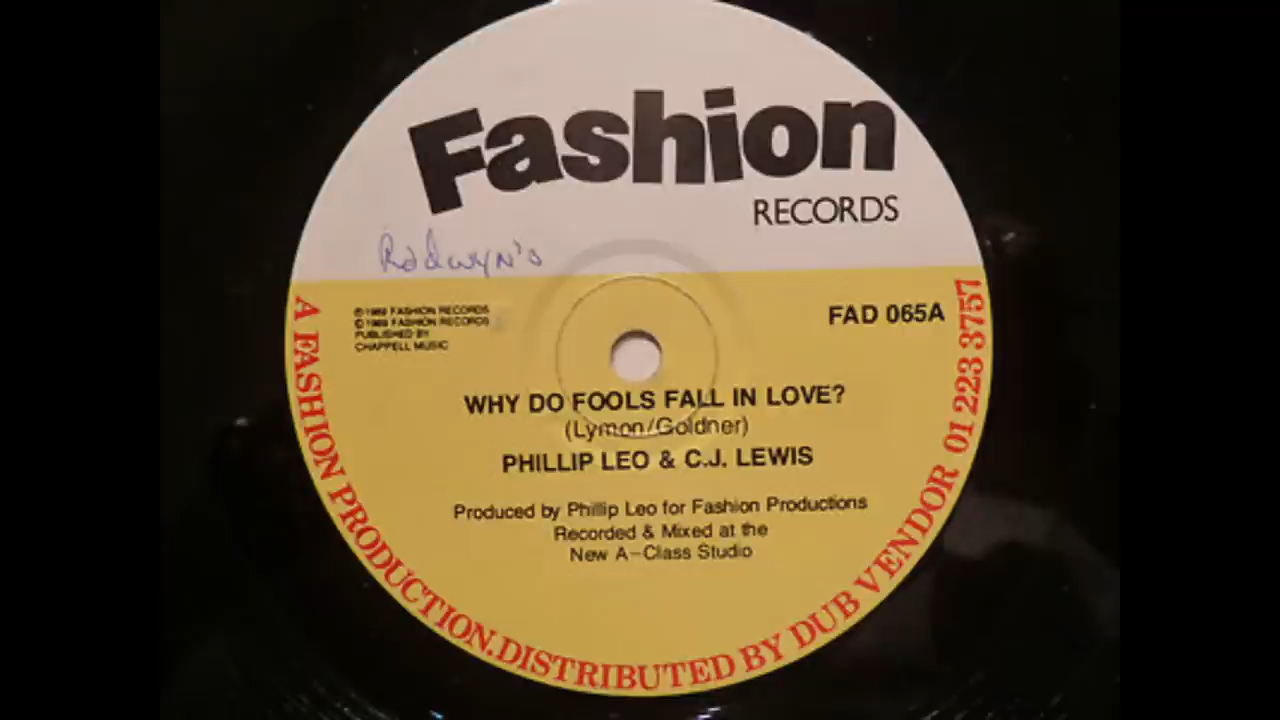 Fashion
RECORDS
℗1989 FASHION RECORDS
©1989 FASHION RECORDS
PUBLISHED BY
CHAPPELL MUSIC
FAD 065A
WHY DO FOOLS FALL IN LOVE?
(Lymon/Goldner)
PHILLIP LEO & C.J. LEWIS
Produced by Phillip Leo for Fashion Productions
Recorded & Mixed at the
New A-Class Studio
A FASHION PRODUCTION.DISTRIBUTED BY DUB VENDOR 01 223 3757